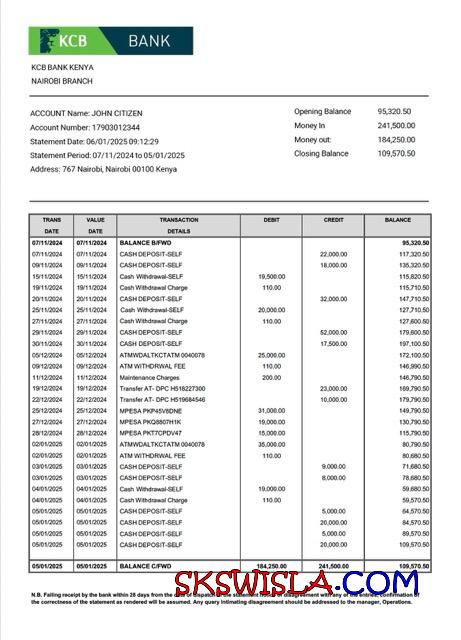 KCB BANK
KCB BANK KENYA
NAIROBI BRANCH
ACCOUNT Name: JOHN CITIZEN
Account Number: 17903012344
Statement Date: 06/01/2025 09:12:29
Statement Period: 07/11/2024 to 05/01/2025
Address: 767 Nairobi, Nairobi 00100 Kenya
Opening Balance 95,320.50
Money In 241,500.00
Money out: 184,250.00
Closing Balance 109,570.50
TRANS DATE VALUE DATE TRANSACTION DETAILS DEBIT CREDIT BALANCE
07/11/2024 07/11/2024 BALANCE B/FWD 95,320.50
07/11/2024 07/11/2024 CASH DEPOSIT-SELF 22,000.00 117,320.50
09/11/2024 09/11/2024 CASH DEPOSIT-SELF 18,000.00 135,320.50
15/11/2024 15/11/2024 Cash Withdrawal-SELF 19,500.00 115,820.50
19/11/2024 19/11/2024 Cash Withdrawal Charge 110.00 115,710.50
20/11/2024 20/11/2024 CASH DEPOSIT-SELF 32,000.00 147,710.50
25/11/2024 25/11/2024 Cash Withdrawal-SELF 20,000.00 127,710.50
27/11/2024 27/11/2024 Cash Withdrawal Charge 110.00 127,600.50
29/11/2024 29/11/2024 CASH DEPOSIT-SELF 52,000.00 179,600.50
30/11/2024 30/11/2024 CASH DEPOSIT-SELF 17,500.00 197,100.50
05/12/2024 05/12/2024 ATMWDALTKCTATM 0040078 25,000.00 172,100.50
09/12/2024 09/12/2024 ATM WITHDRWAL FEE 110.00 146,990.50
11/12/2024 11/12/2024 Maintenance Charges 200.00 146,790.50
19/12/2024 19/12/2024 Transfer AT- DPC H518227300 23,000.00 169,790.50
22/12/2024 22/12/2024 Transfer AT- DPC H519684546 10,000.00 179,790.50
25/12/2024 25/12/2024 MPESA PKP45V8DNE 31,000.00 149,790.50
27/12/2024 27/12/2024 MPESA PKQ8807H1K 19,000.00 130,790.50
28/12/2024 28/12/2024 MPESA PKT7CPDV47 15,000.00 115,790.50
02/01/2025 02/01/2025 ATMWDALTKCTATM 0040078 35,000.00 80,790.50
02/01/2025 02/01/2025 ATM WITHDRWAL FEE 110.00 80,680.50
03/01/2025 03/01/2025 CASH DEPOSIT-SELF 9,000.00 71,680.50
03/01/2025 03/01/2025 CASH DEPOSIT-SELF 8,000.00 78,680.50
04/01/2025 04/01/2025 Cash Withdrawal-SELF 19,000.00 59,680.50
04/01/2025 04/01/2025 Cash Withdrawal Charge 110.00 59,570.50
05/01/2025 05/01/2025 CASH DEPOSIT-SELF 5,000.00 64,570.50
05/01/2025 05/01/2025 CASH DEPOSIT-SELF 20,000.00 84,570.50
05/01/2025 05/01/2025 CASH DEPOSIT-SELF 5,000.00 89,570.50
05/01/2025 05/01/2025 CASH DEPOSIT-SELF 20,000.00 109,570.50
05/01/2025 05/01/2025 BALANCE C/FWD 184,250.00 241,500.00 109,570.50
SKSWISLA.COM
N.B. Failing receipt by the bank within 28 days from the date of dispatch of the statement notice of disagreement with any of the entries, confirmation of
the correctness of the statement as rendered will be assumed. Any query intimating disagreement should be addressed to the manager, Operations.